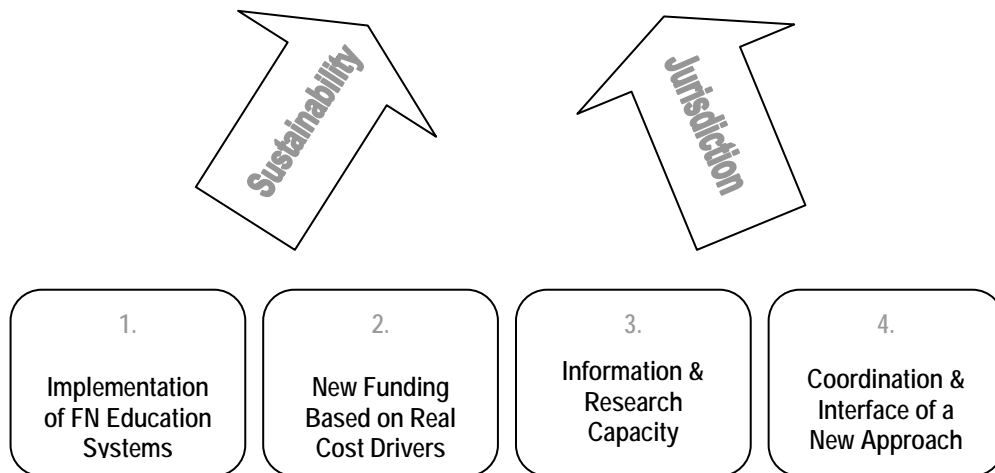 Sustainability
Jurisdiction
1.
Implementation
of FN Education
Systems
2.
New Funding
Based on Real
Cost Drivers
3.
Information &
Research
Capacity
4.
Coordination &
Interface of a
New Approach